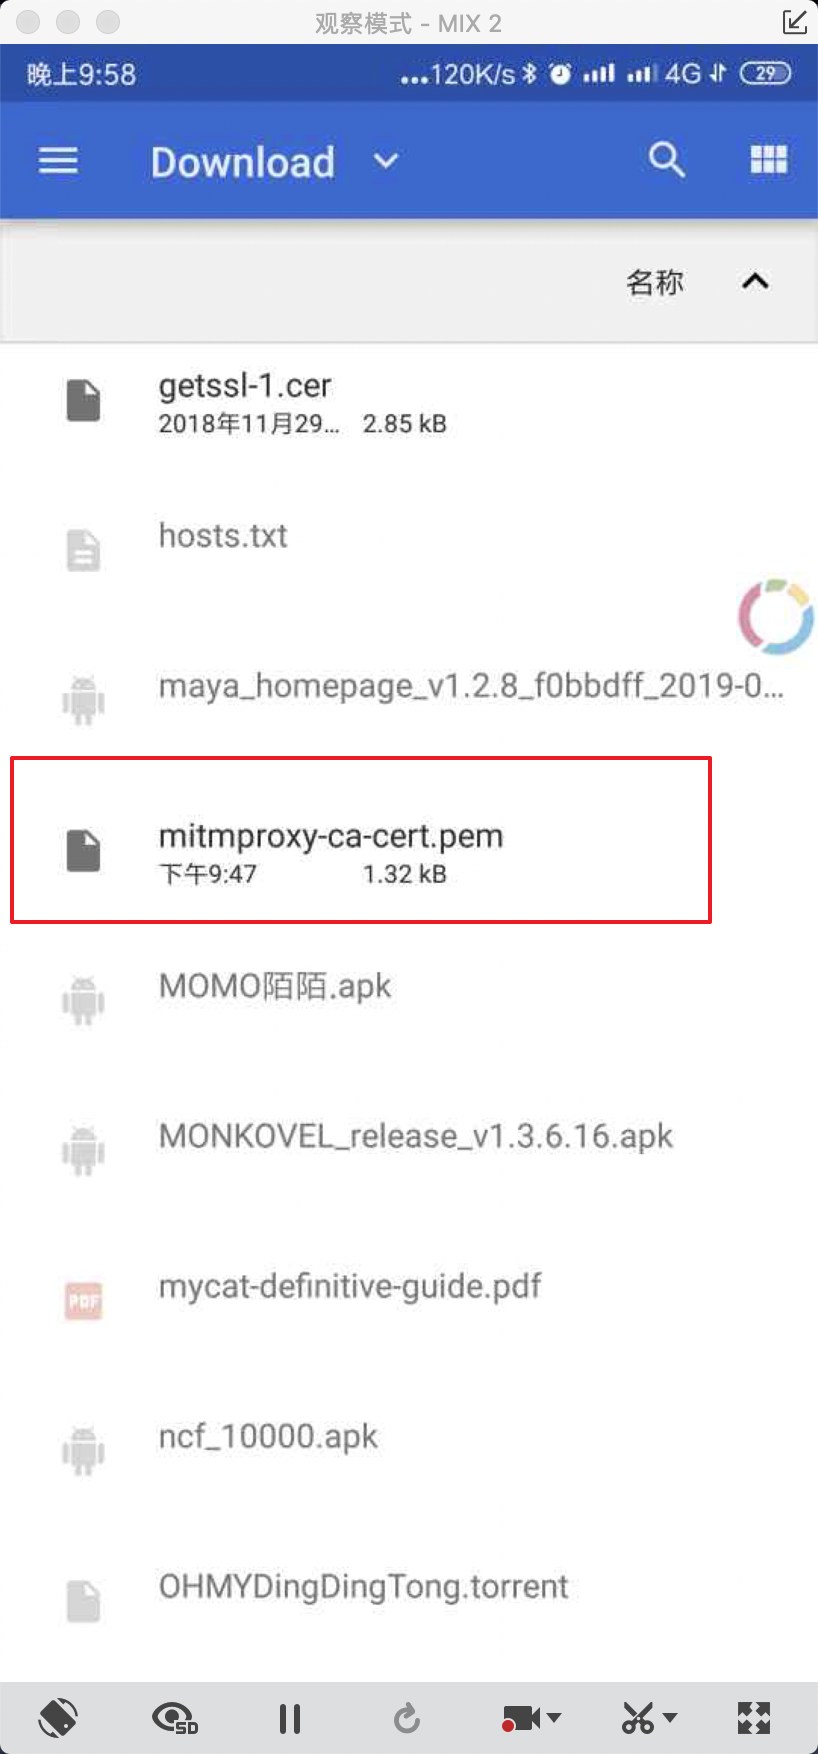 观察模式 - MIX 2
晚上9:58 ...120K/s 4G 29
Download
名称
getssl-1.cer
2018年11月29... 2.85 kB
hosts.txt
maya_homepage_v1.2.8_f0bbdff_2019-0...
mitmproxy-ca-cert.pem
下午9:47 1.32 kB
MOMO陌陌.apk
MONKOVEL_release_v1.3.6.16.apk
PDF mycat-definitive-guide.pdf
ncf_10000.apk
OHMYDingDingTong.torrent
SD